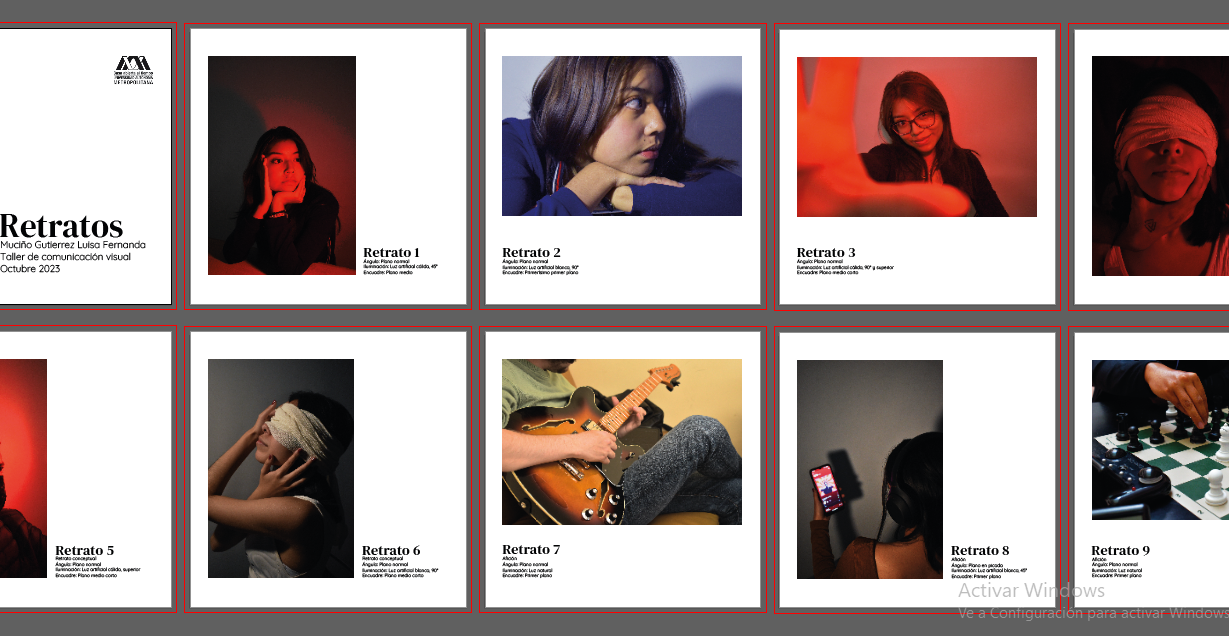 Casa abierta al tiempo
METROPOLITANA
Retratos
Muciño Gutierrez Luisa Fernanda
Taller de comunicación visual
Octubre 2023
Retrato 1
Ángulo: Plano normal
Iluminación: Luz artificial cálida, 45°
Encuadre: Plano medio
Retrato 2
Ángulo: Plano normal
Iluminación: Luz artificial blanca, 90°
Encuadre: Primerísimo primer plano
Retrato 3
Ángulo: Plano normal
Iluminación: Luz artificial cálida, 90° y superior
Encuadre: Plano medio corto
Retrato 5
Retrato conceptual
Ángulo: Plano normal
Iluminación: Luz artificial cálida, superior
Encuadre: Plano medio corto
Retrato 6
Retrato conceptual
Ángulo: Plano normal
Iluminación: Luz artificial blanca, 90°
Encuadre: Plano medio corto
Retrato 7
Afición
Ángulo: Plano normal
Iluminación: Luz natural
Encuadre: Primer plano
Retrato 8
Afición
Ángulo: Plano en picada
Iluminación: Luz artificial blanca, 45°
Encuadre: Primer plano
Retrato 9
Afición
Ángulo: Plano normal
Iluminación: Luz natural
Encuadre: Primer plano
Activar Windows
Ve a Configuración para activar Windows